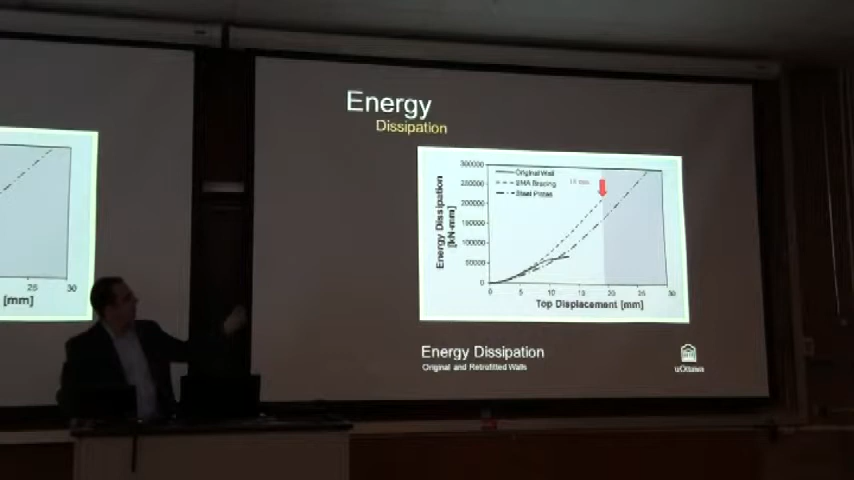 Energy
Dissipation
300000
250000
200000
150000
100000
50000
0
Energy Dissipation
[kN-mm]
Original Wall
SMA Bracing
Steel Plates
0 5 10 15 20 25 30
Top Displacement [mm]
Energy Dissipation
Original and Retrofitted Walls
uOttawa
25 30
[mm]